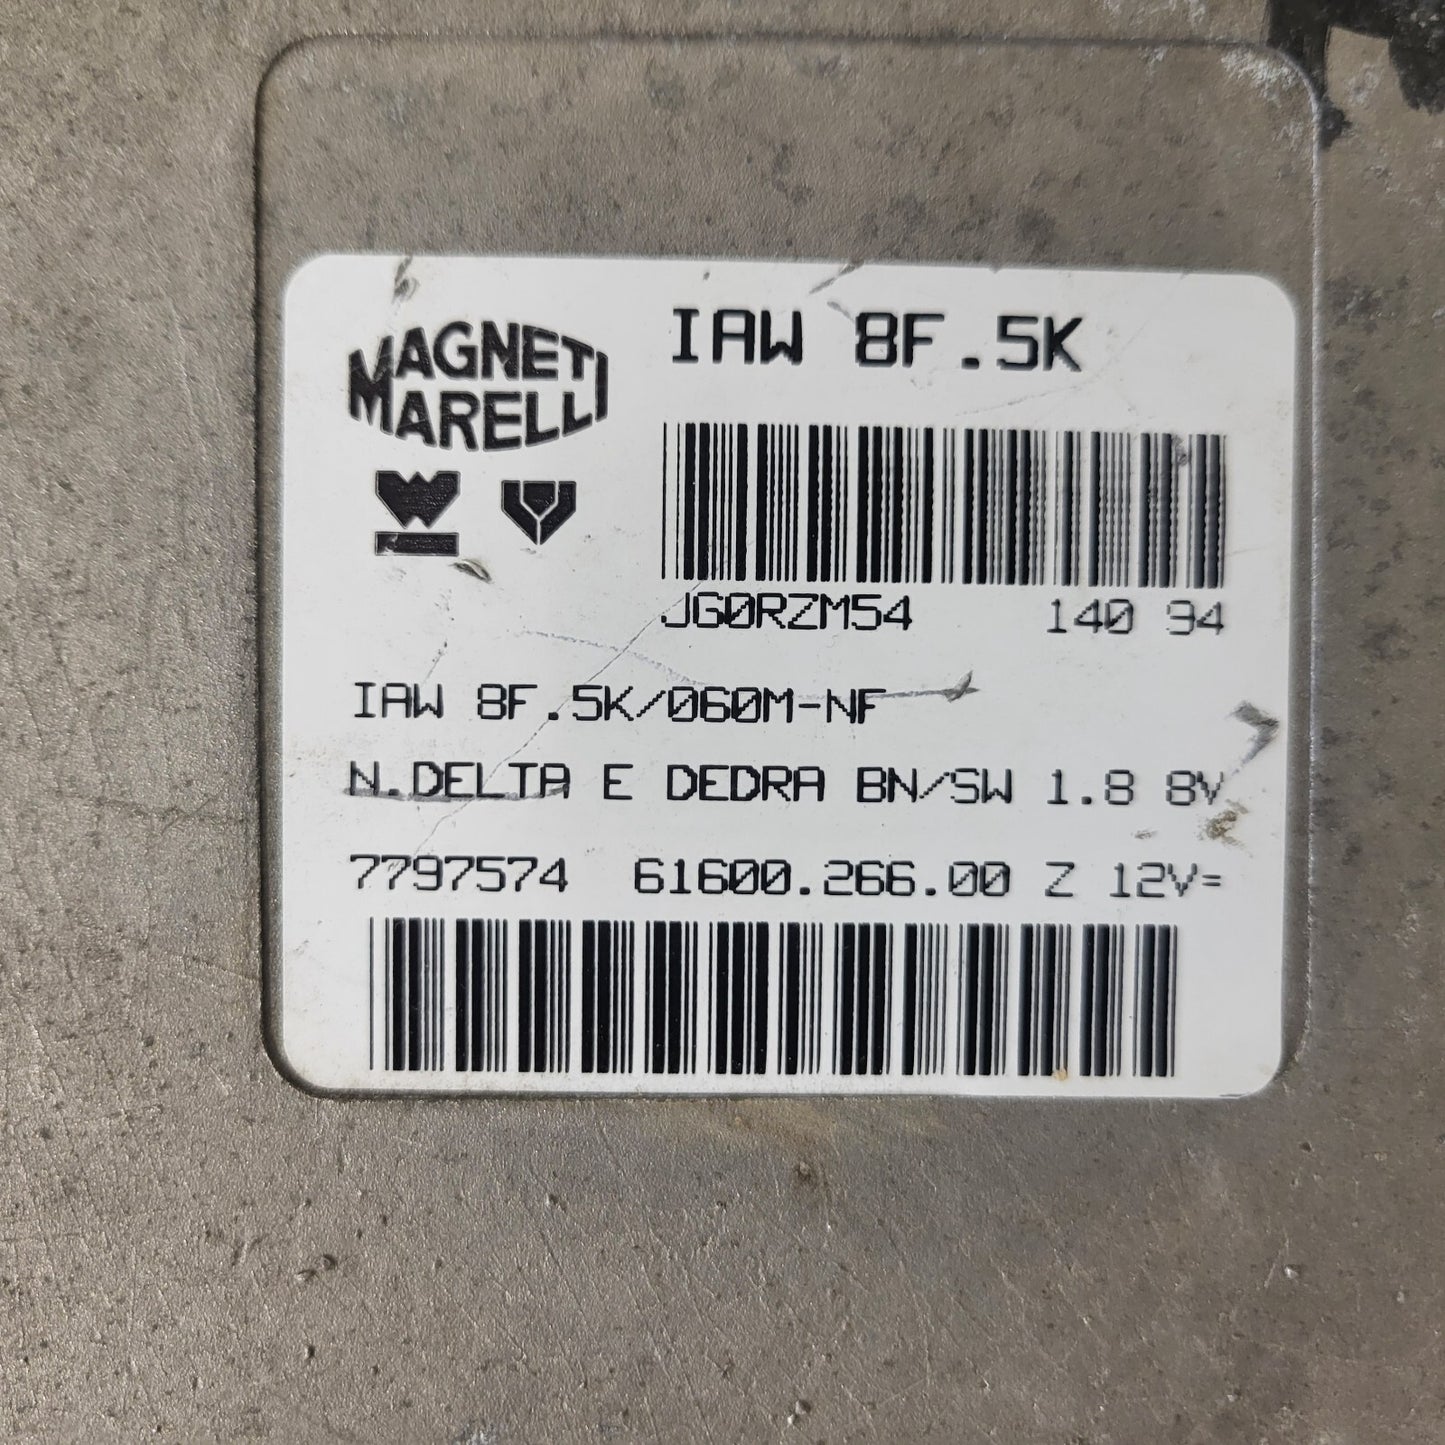 MAGNETI
MARELLI
IAW 8F.5K
JG0RZM54 140 94
IAW 8F.5K/060M-NF
N.DELTA E DEDRA BN/SW 1.8 8V
7797574 61600.266.00 Z 12V=